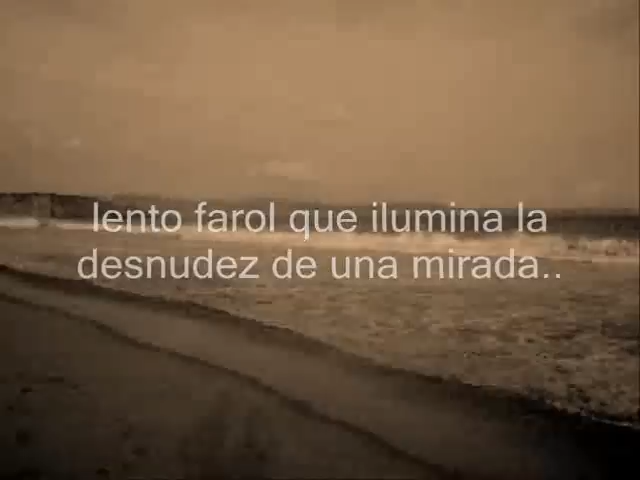 lento farol que ilumina la
desnudez de una mirada..